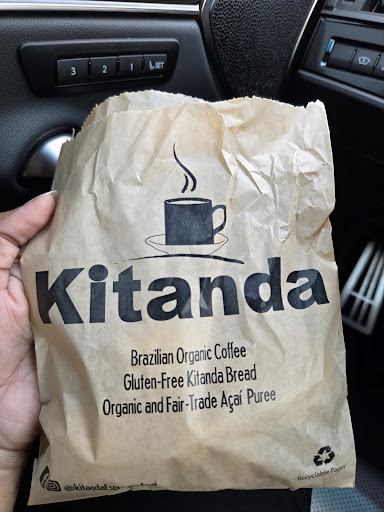 3 2 1 SET
Kitanda
Brazilian Organic Coffee
Gluten-Free Kitanda Bread
Organic and Fair-Trade Açaí Puree
Recyclable Paper